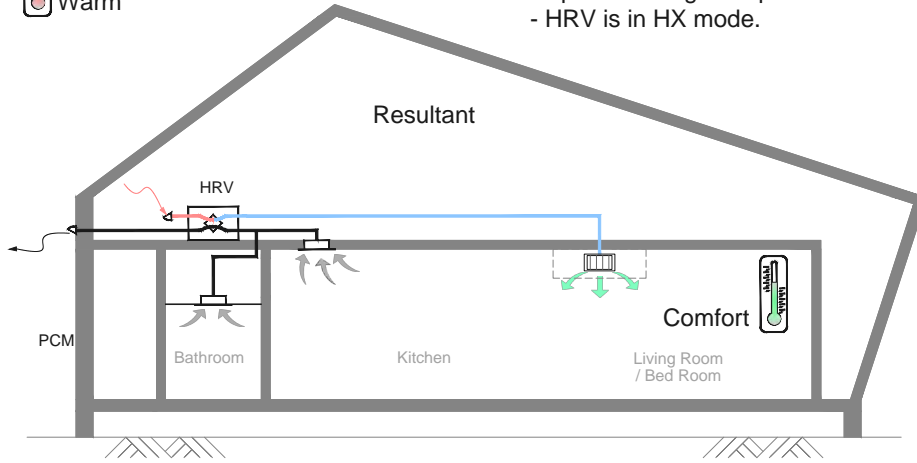 Warm
- HRV is in HX mode.
Resultant
HRV
PCM
Comfort
Bathroom
Kitchen
Living Room
/ Bed Room